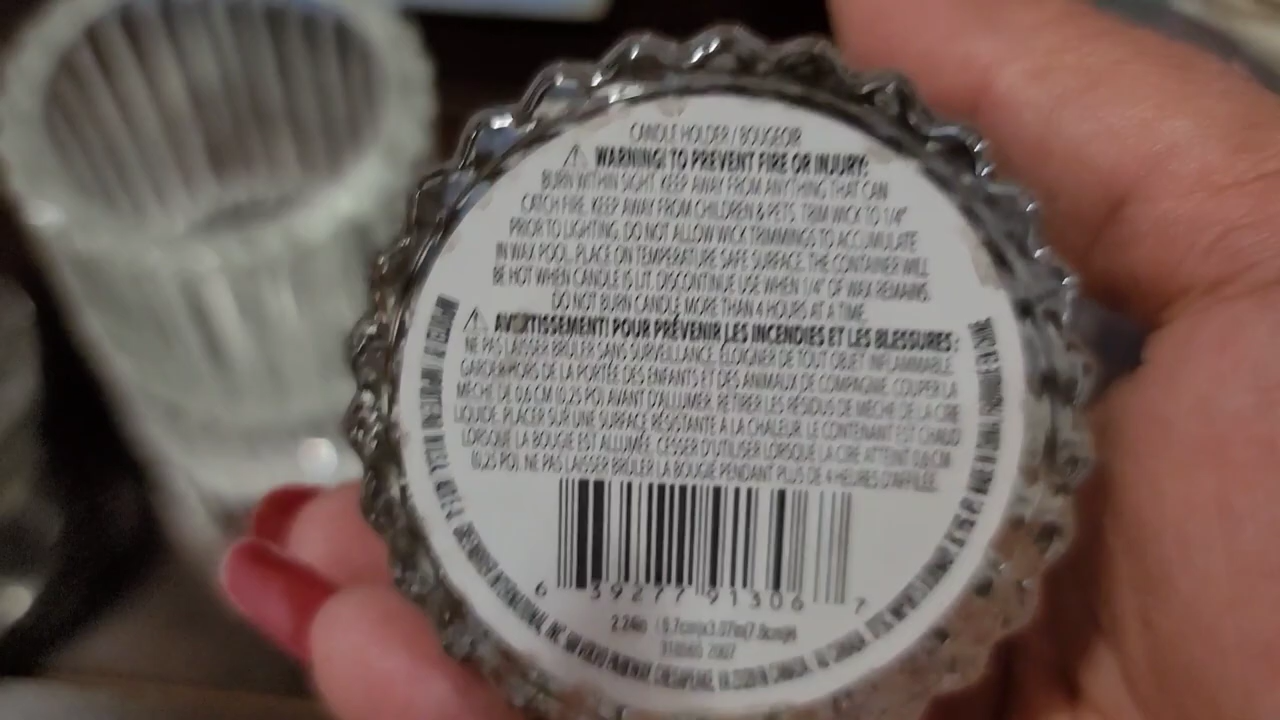 CANDLE HOLDER / BOUGEOIR
WARNING! TO PREVENT FIRE OR INJURY:
BURN WITHIN SIGHT. KEEP AWAY FROM ANYTHING THAT CAN
CATCH FIRE. KEEP AWAY FROM CHILDREN & PETS. TRIM WICK TO 1/4"
PRIOR TO LIGHTING. DO NOT ALLOW WICK TRIMMINGS TO ACCUMULATE
IN WAX POOL. PLACE ON TEMPERATURE SAFE SURFACE. THE CONTAINER WILL
BE HOT WHEN CANDLE IS LIT. DISCONTINUE USE WHEN 1/4" OF WAX REMAINS.
DO NOT BURN CANDLE MORE THAN 4 HOURS AT A TIME.
AVERTISSEMENT! POUR PRÉVENIR LES INCENDIES ET LES BLESSURES :
NE PAS LAISSER BRÛLER SANS SURVEILLANCE. ÉLOIGNER DE TOUT OBJET INFLAMMABLE.
GARDER HORS DE LA PORTÉE DES ENFANTS ET DES ANIMAUX DE COMPAGNIE. COUPER LA
MÈCHE DE 0,6 CM (0,25 PO) AVANT D'ALLUMER. RETIRER LES RÉSIDUS DE MÈCHE DE LA CIRE
LIQUIDE. PLACER SUR UNE SURFACE RÉSISTANTE À LA CHALEUR. LE CONTENANT EST CHAUD
LORSQUE LA BOUGIE EST ALLUMÉE. CESSER D'UTILISER LORSQUE LA CIRE ATTEINT 0,6 CM
(0,25 PO). NE PAS LAISSER BRÛLER LA BOUGIE PENDANT PLUS DE 4 HEURES D'AFFILÉE.
6 39277 91306 7
GREENBRIER INTERNATIONAL, INC.